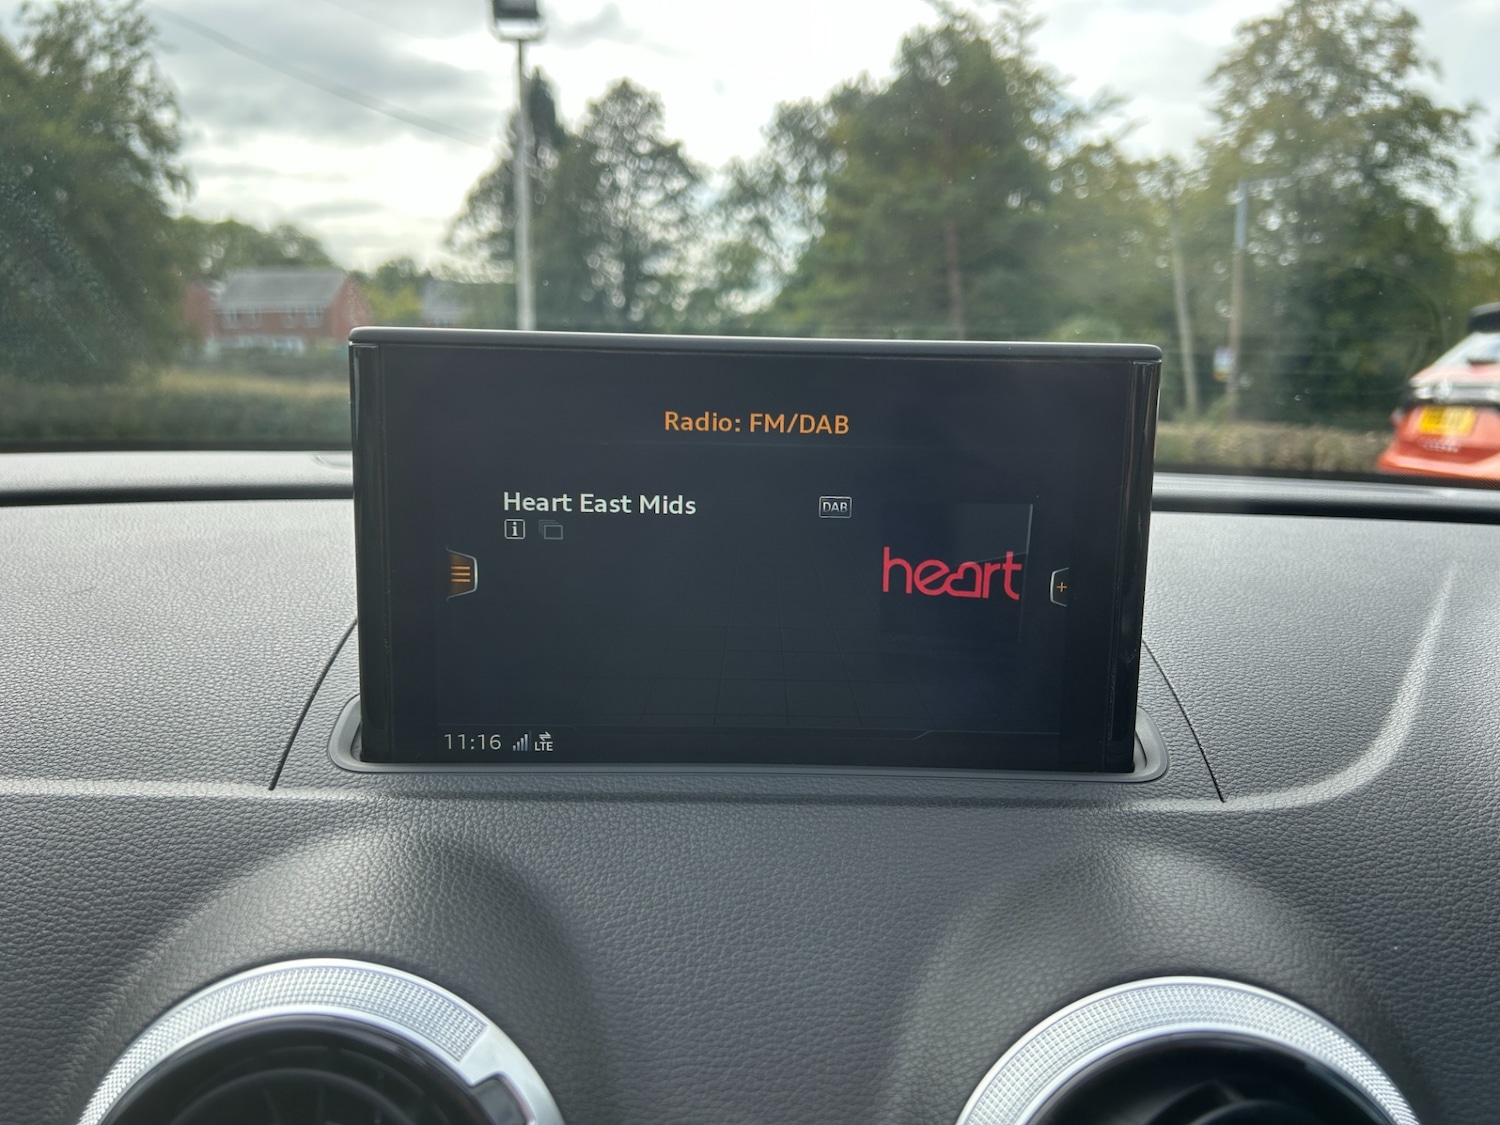 Radio: FM/DAB
Heart East Mids
DAB
i
heart
+
11:16 LTE